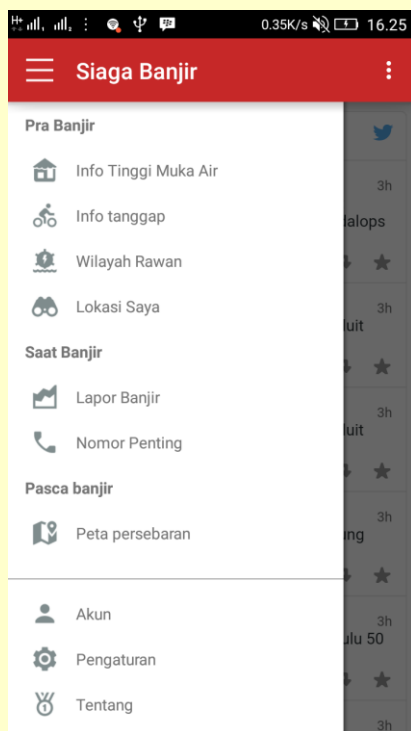 H+ 0.35K/s 16.25
Siaga Banjir
Pra Banjir
Info Tinggi Muka Air
3h
Info tanggap
dalops
Wilayah Rawan
Lokasi Saya
3h
luit
Saat Banjir
Lapor Banjir
3h
Nomor Penting
luit
Pasca banjir
3h
Peta persebaran
ung
Akun
3h
ulu 50
Pengaturan
Tentang
3h